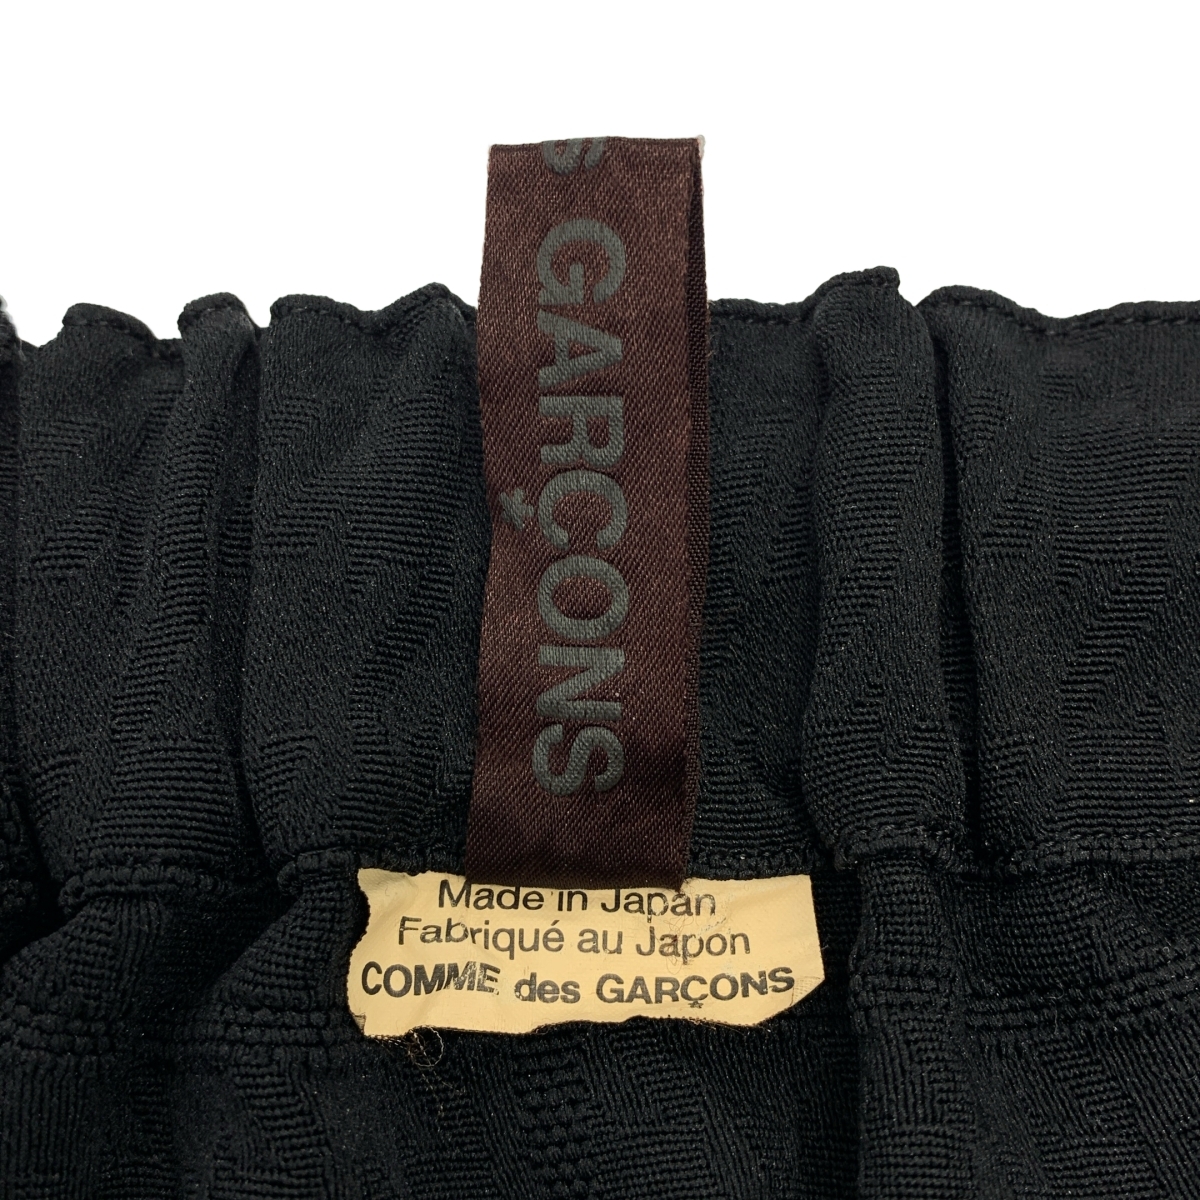 S GARÇONS
Made in Japan
Fabriqué au Japon
COMME des GARÇONS